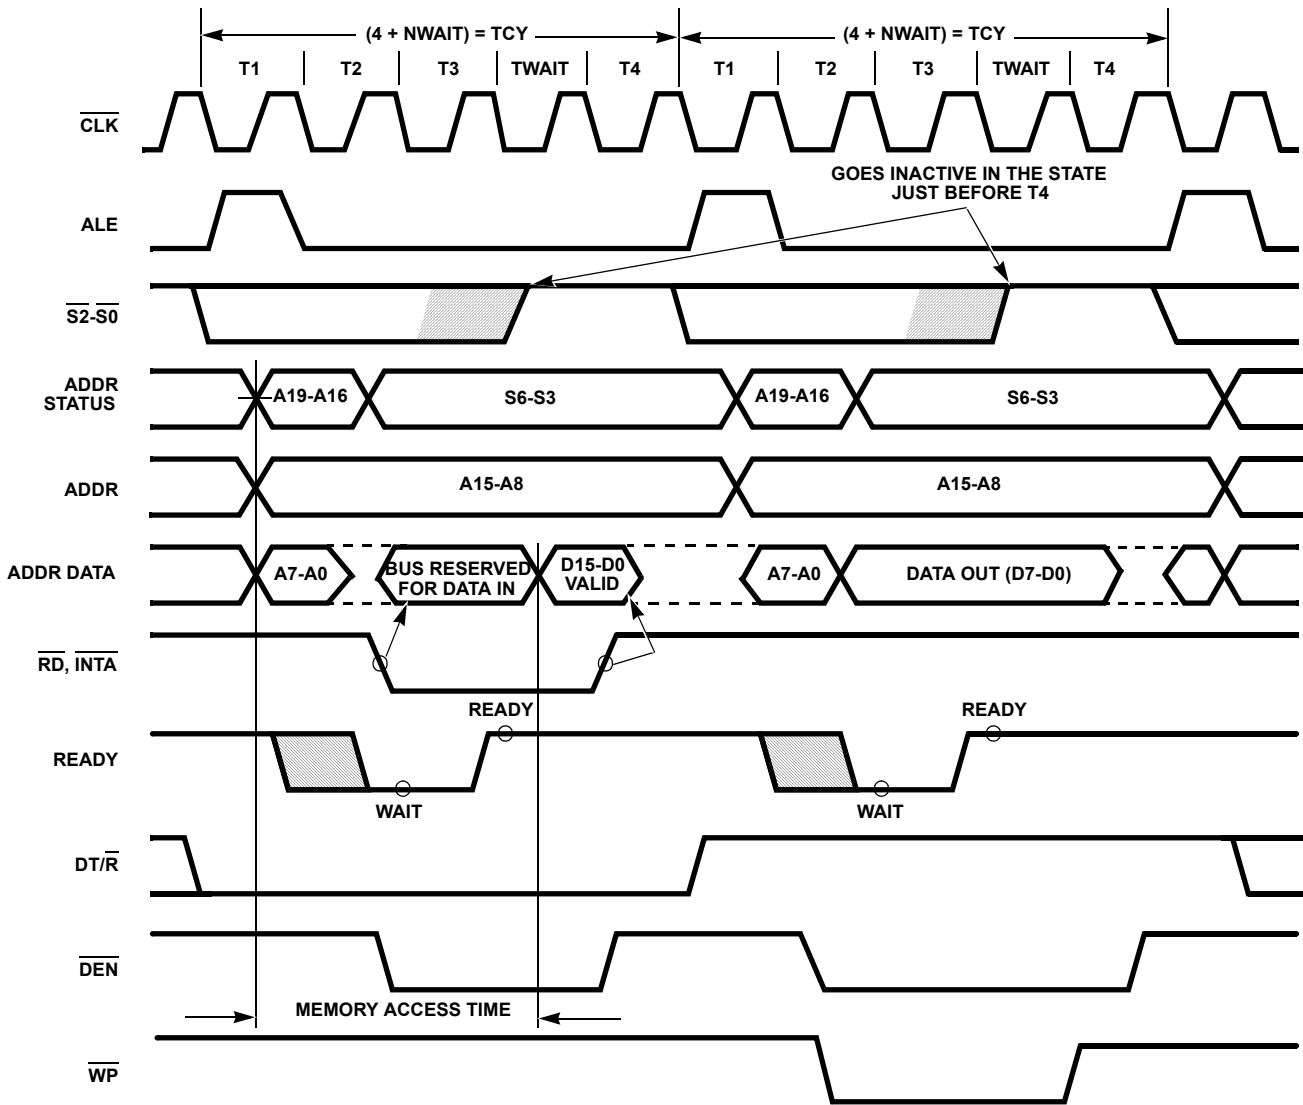 (4 + NWAIT) = TCY (4 + NWAIT) = TCY
T1 T2 T3 TWAIT T4 T1 T2 T3 TWAIT T4
CLK
GOES INACTIVE IN THE STATE
JUST BEFORE T4
ALE
S2-S0
ADDR
STATUS
A19-A16 S6-S3 A19-A16 S6-S3
ADDR
A15-A8 A15-A8
ADDR DATA
A7-A0
BUS RESERVED
FOR DATA IN
D15-D0
VALID
A7-A0
DATA OUT (D7-D0)
RD, INTA
READY READY
READY
WAIT WAIT
DT/R
DEN
MEMORY ACCESS TIME
WP